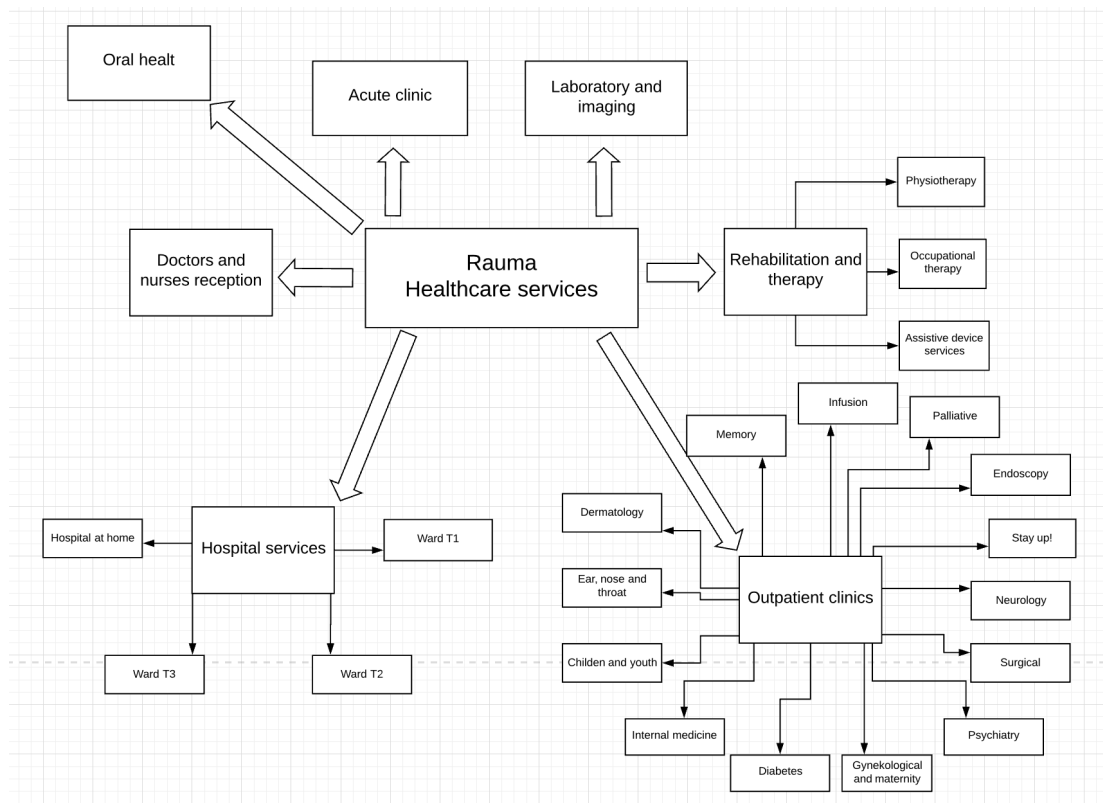 Oral healt
Acute clinic
Laboratory and
imaging
Physiotherapy
Doctors and
nurses reception
Rauma
Healthcare services
Rehabilitation and
therapy
Occupational
therapy
Assistive device
services
Infusion
Palliative
Memory
Endoscopy
Dermatology
Stay up!
Hospital at home
Hospital services
Ward T1
Ear, nose and
throat
Outpatient clinics
Neurology
Childen and youth
Surgical
Ward T3
Ward T2
Internal medicine
Psychiatry
Diabetes
Gynekological
and maternity